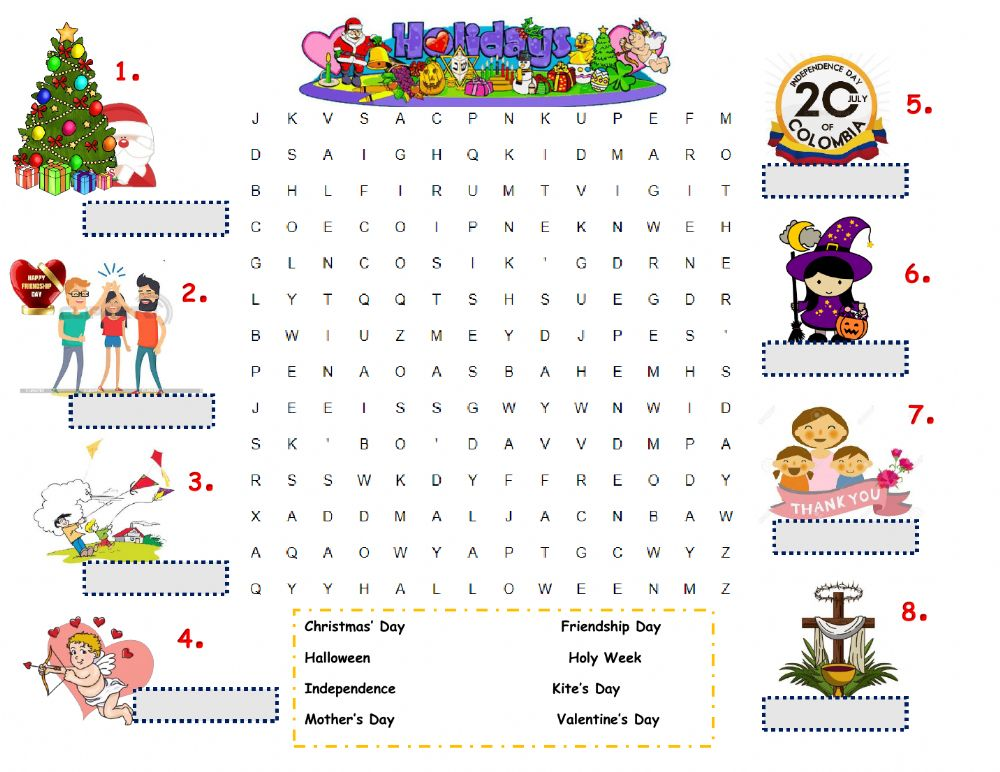 Holidays
1.
J K V S A C P N K U P E F M
D S A I G H Q K I D M A R O
B H L F I R U M T V I G I T
C O E C O I P N E K N W E H
G L N C O S I K ' G D R N E
L Y T Q Q T S H S U E G D R
B W I U Z M E Y D J P E S '
P E N A O A S B A H E M H S
J E E I S S G W Y W N W I D
S K ' B O ' D A V V D M P A
R S S W K D Y F F R E O D Y
X A D D M A L J A C N B A W
A Q A O W Y A P T G C W Y Z
Q Y Y H A L L O W E E N M Z
HAPPY
FRIENDSHIP
DAY
2.
3.
4.
INDEPENDENCE DAY
20 JULY
OF
COLOMBIA
5.
6.
7.
THANK YOU
8.
Christmas' Day Friendship Day
Halloween Holy Week
Independence Kite's Day
Mother's Day Valentine's Day